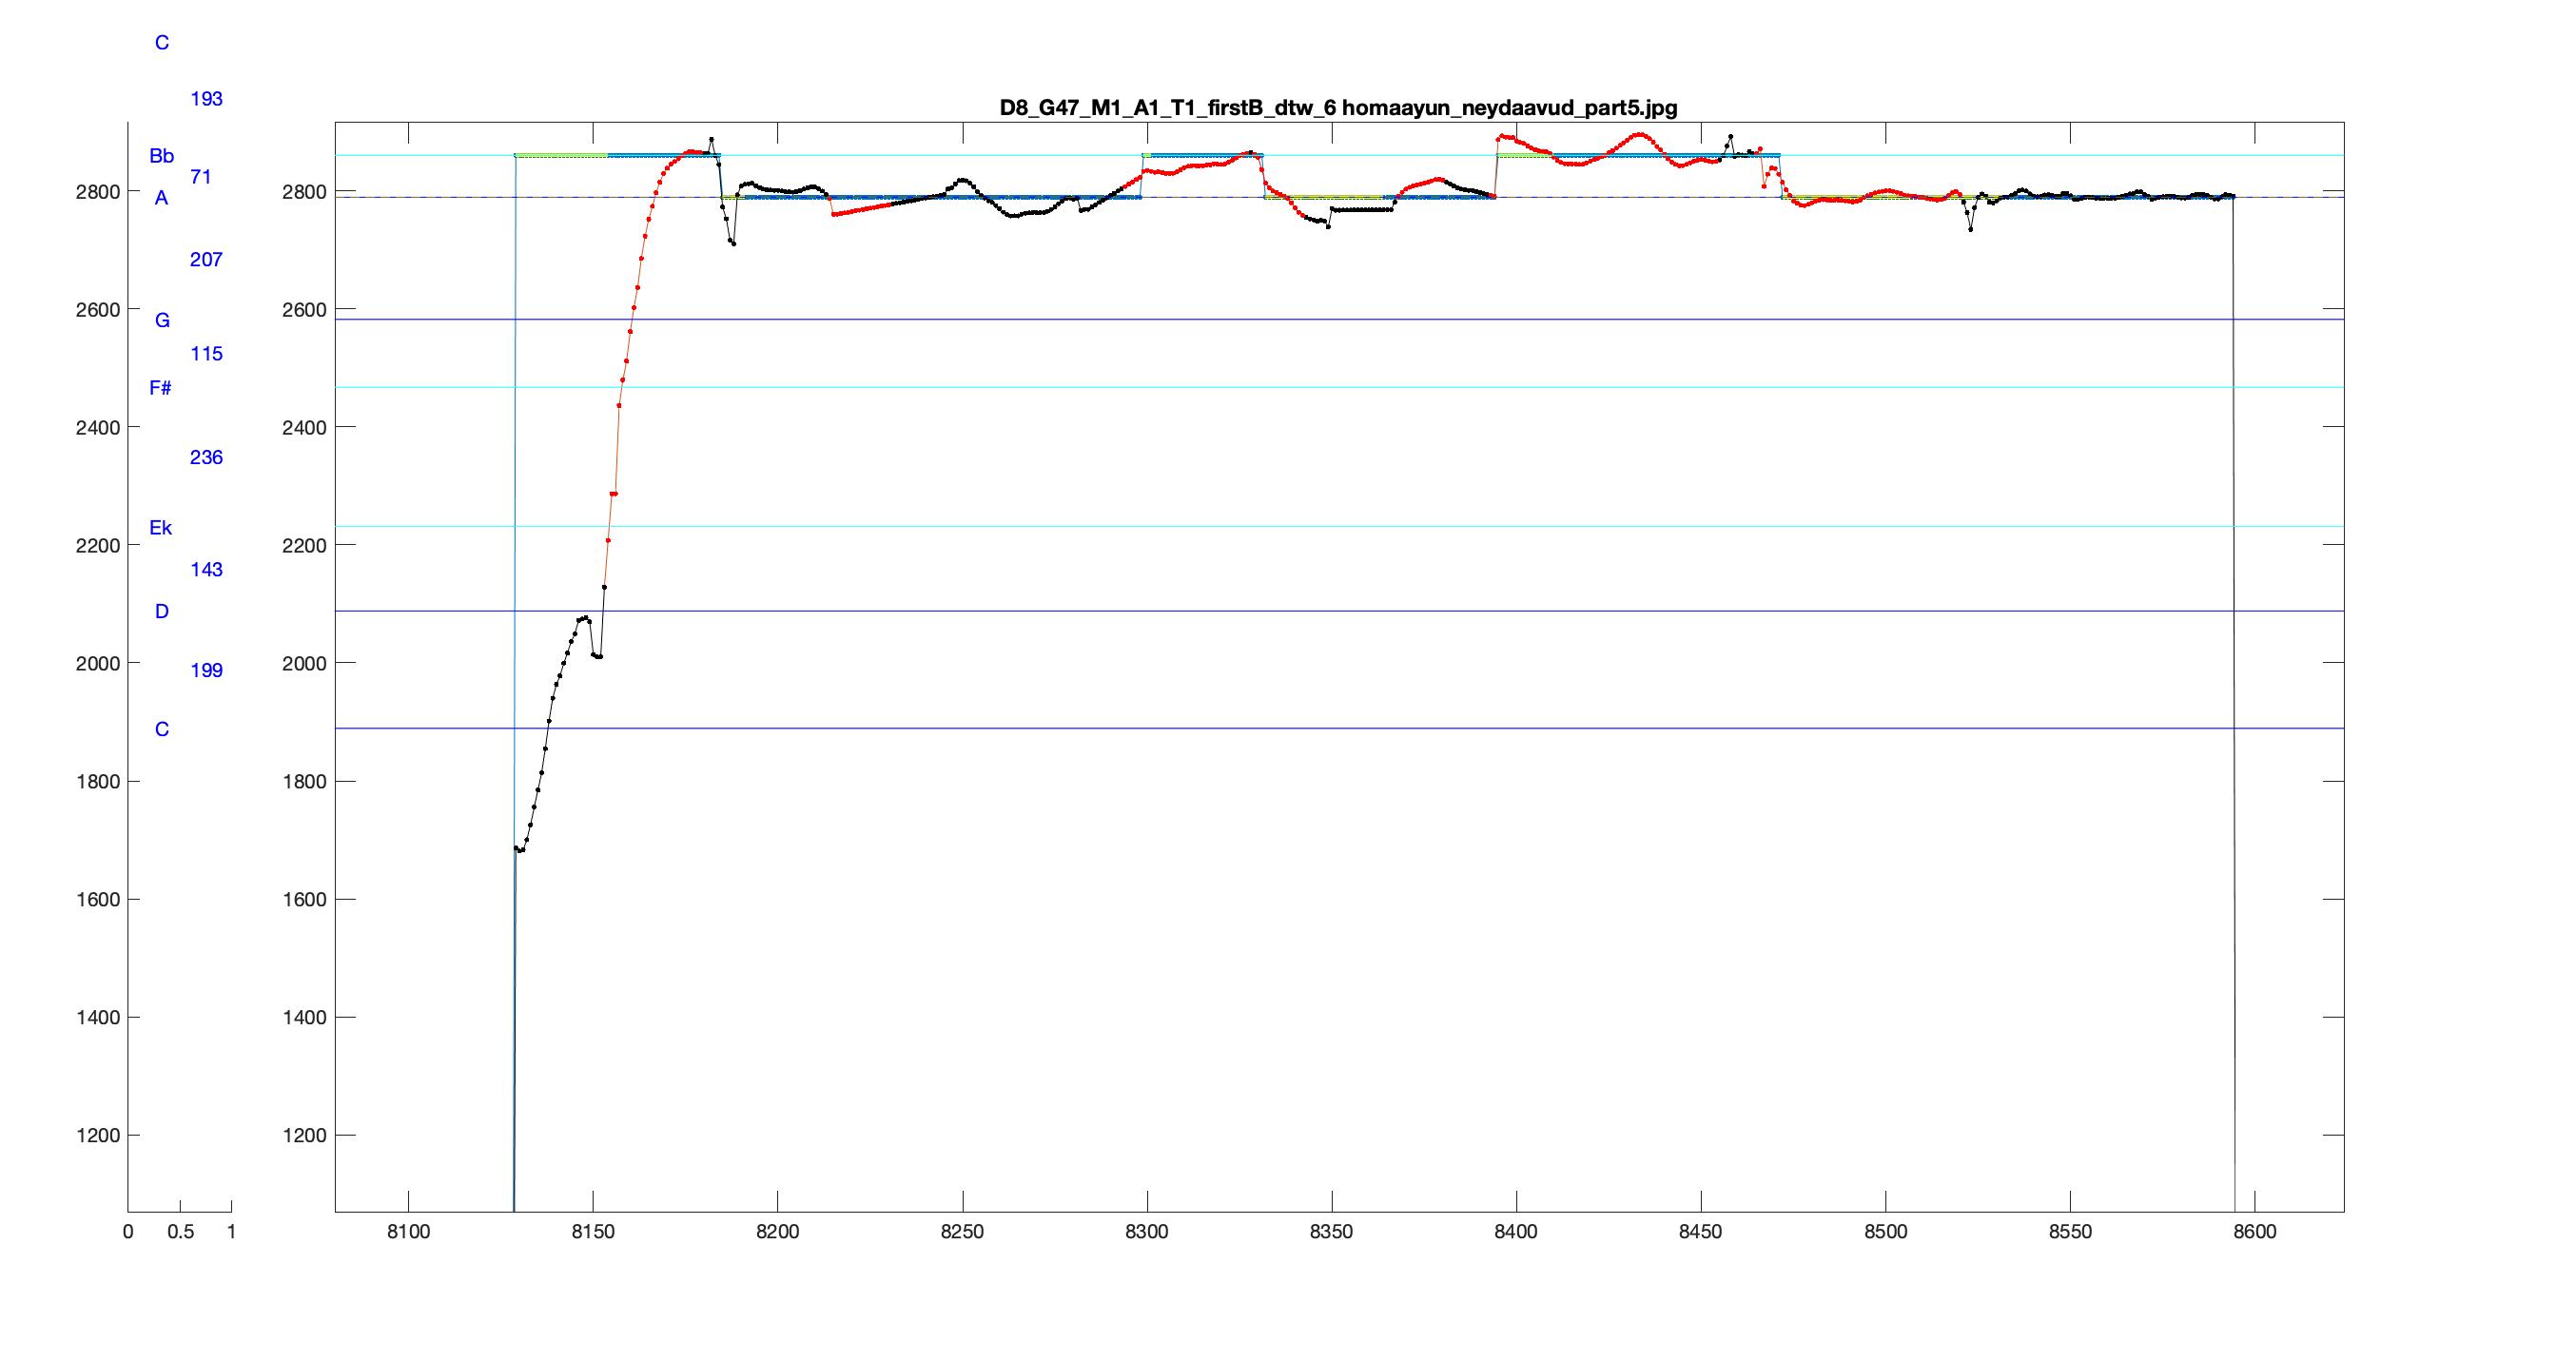 C
193
D8_G47_M1_A1_T1_firstB_dtw_6 homaayun_neydaavud_part5.jpg
Bb
71
2800 A 2800
207
2600 G 2600
115
F#
2400 2400
236
Ek
2200 2200
143
D
2000 199 2000
C
1800 1800
1600 1600
1400 1400
1200 1200
0 0.5 1 8100 8150 8200 8250 8300 8350 8400 8450 8500 8550 8600